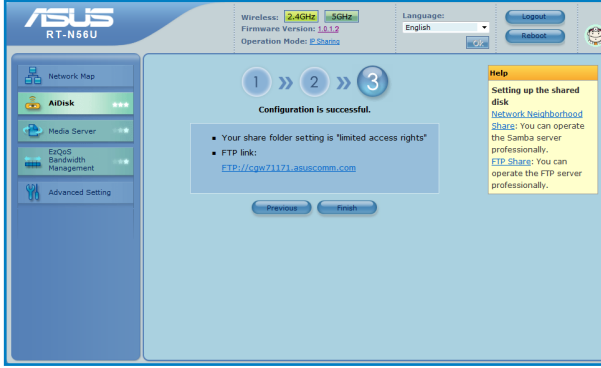 ASUS
RT-N56U
Wireless: 2.4GHz 5GHz
Firmware Version: 1.0.1.2
Operation Mode: IP Sharing
Language:
English
OK
Logout
Reboot
Network Map
AiDisk
Media Server
EzQoS
Bandwidth
Management
Advanced Setting
1 » 2 » 3
Configuration is successful.
Your share folder setting is "limited access rights"
FTP link:
FTP://cgw71171.asuscomm.com
Previous
Finish
Help
Setting up the shared
disk
Network Neighborhood
Share: You can operate
the Samba server
professionally.
FTP Share: You can
operate the FTP server
professionally.